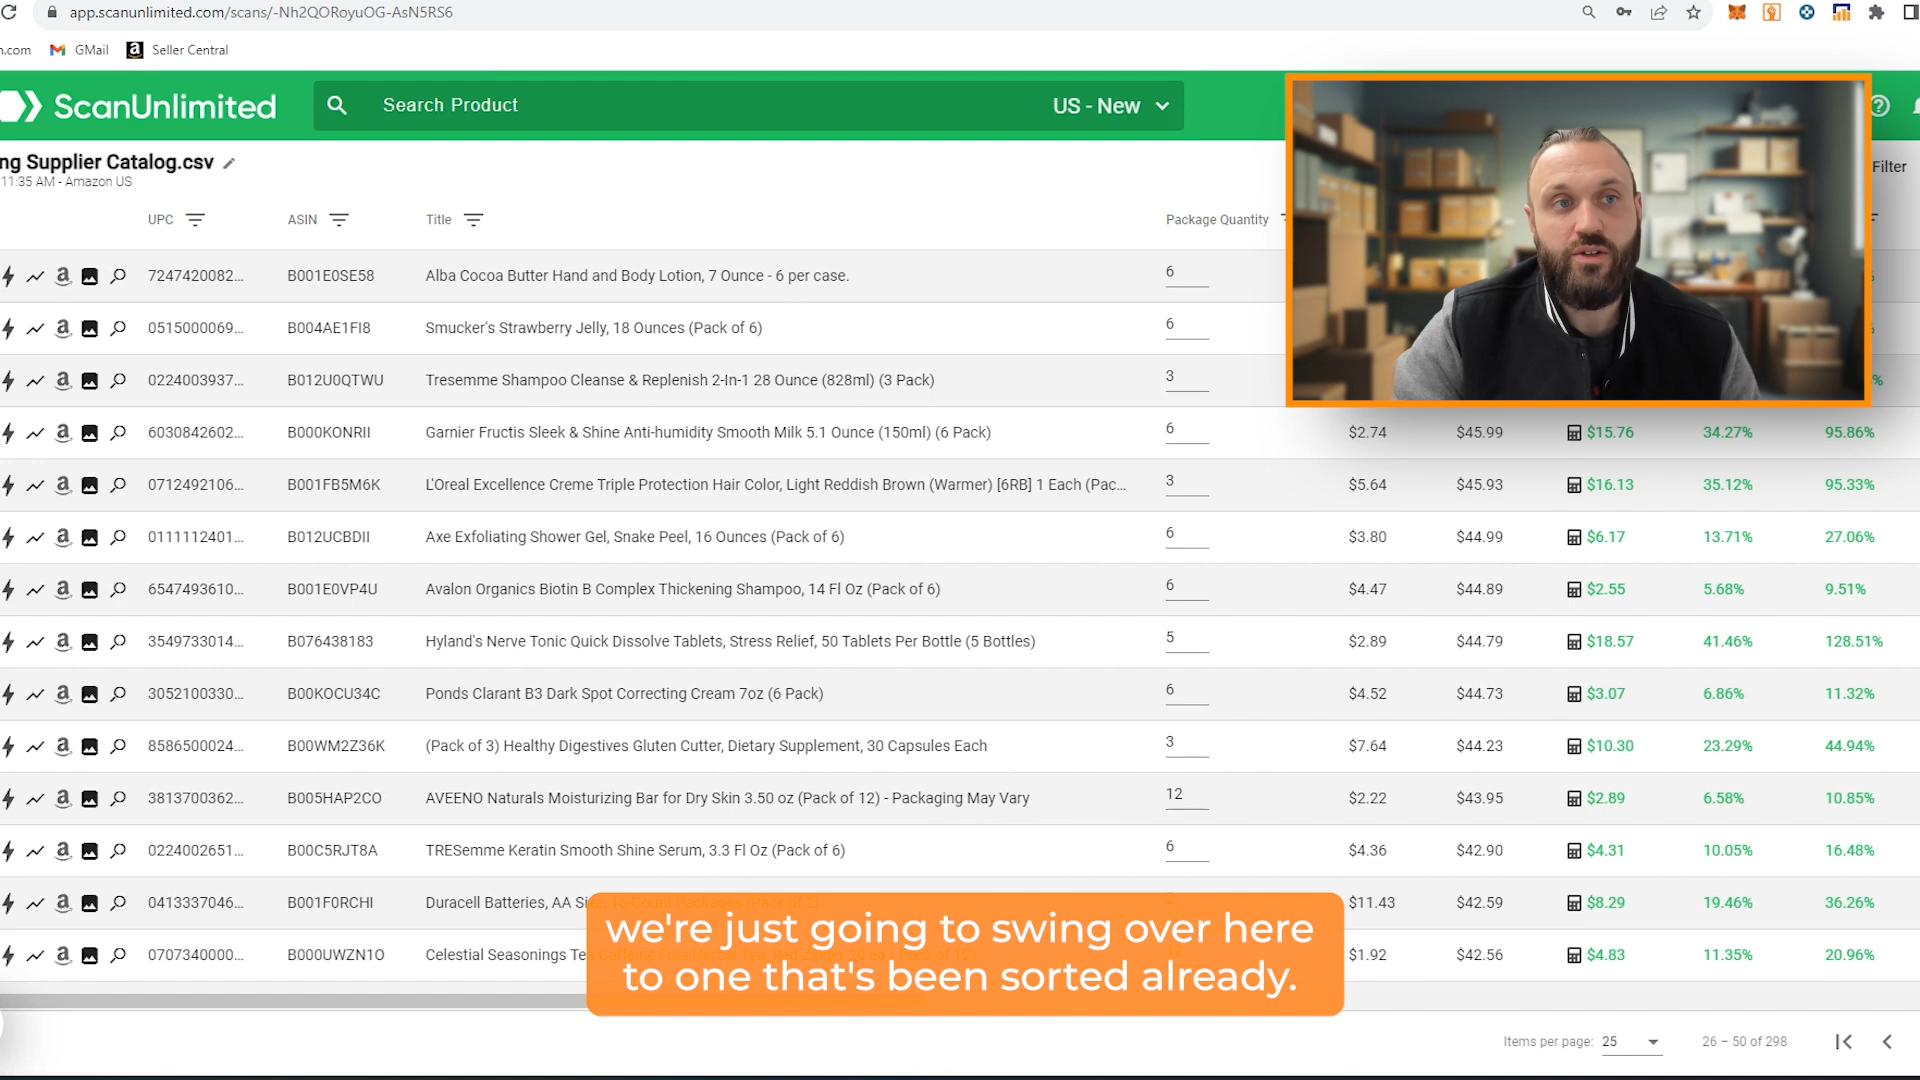 app.scanunlimited.com/scans/-Nh2QORoyuOG-AsN5RS6
n.com GMail a Seller Central
ScanUnlimited Search Product US - New
ng Supplier Catalog.csv
11:35 AM - Amazon US
Filter
UPC ASIN Title Package Quantity
7247420082... B001E0SE58 Alba Cocoa Butter Hand and Body Lotion, 7 Ounce - 6 per case. 6
0515000069... B004AE1FI8 Smucker's Strawberry Jelly, 18 Ounces (Pack of 6) 6
0224003937... B012U0QTWU Tresemme Shampoo Cleanse & Replenish 2-In-1 28 Ounce (828ml) (3 Pack) 3 %
6030842602... B000KONRII Garnier Fructis Sleek & Shine Anti-humidity Smooth Milk 5.1 Ounce (150ml) (6 Pack) 6 $2.74 $45.99 $15.76 34.27% 95.86%
0712492106... B001FB5M6K L'Oreal Excellence Creme Triple Protection Hair Color, Light Reddish Brown (Warmer) [6RB] 1 Each (Pac... 3 $5.64 $45.93 $16.13 35.12% 95.33%
0111112401... B012UCBDII Axe Exfoliating Shower Gel, Snake Peel, 16 Ounces (Pack of 6) 6 $3.80 $44.99 $6.17 13.71% 27.06%
6547493610... B001E0VP4U Avalon Organics Biotin B Complex Thickening Shampoo, 14 Fl Oz (Pack of 6) 6 $4.47 $44.89 $2.55 5.68% 9.51%
3549733014... B076438183 Hyland's Nerve Tonic Quick Dissolve Tablets, Stress Relief, 50 Tablets Per Bottle (5 Bottles) 5 $2.89 $44.79 $18.57 41.46% 128.51%
3052100330... B00KOCU34C Ponds Clarant B3 Dark Spot Correcting Cream 7oz (6 Pack) 6 $4.52 $44.73 $3.07 6.86% 11.32%
8586500024... B00WM2Z36K (Pack of 3) Healthy Digestives Gluten Cutter, Dietary Supplement, 30 Capsules Each 3 $7.64 $44.23 $10.30 23.29% 44.94%
3813700362... B005HAP2CO AVEENO Naturals Moisturizing Bar for Dry Skin 3.50 oz (Pack of 12) - Packaging May Vary 12 $2.22 $43.95 $2.89 6.58% 10.85%
0224002651... B00C5RJT8A TRESemme Keratin Smooth Shine Serum, 3.3 Fl Oz (Pack of 6) 6 $4.36 $42.90 $4.31 10.05% 16.48%
0413337046... B001F0RCHI Duracell Batteries, AA Size, 16-Count Packages (Pack of 2) 2 $11.43 $42.59 $8.29 19.46% 36.26%
0707340000... B000UWZN1O Celestial Seasonings Tea $1.92 $42.56 $4.83 11.35% 20.96%
we're just going to swing over here
to one that's been sorted already.
Items per page: 25 26 – 50 of 298